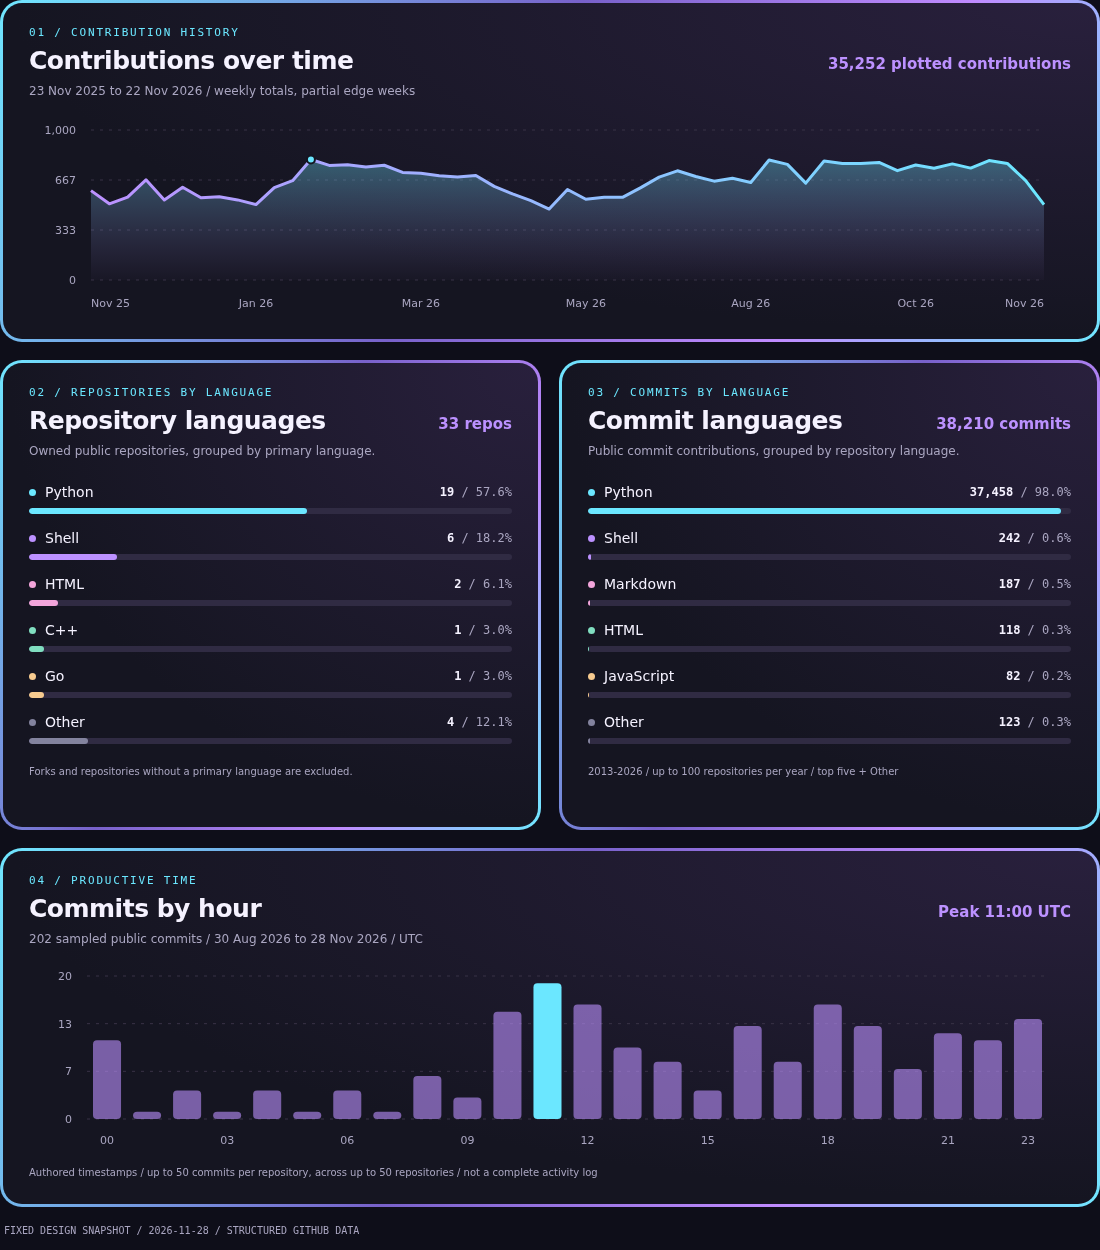 01 / CONTRIBUTION HISTORY
Contributions over time
35,252 plotted contributions
23 Nov 2025 to 22 Nov 2026 / weekly totals, partial edge weeks
1,000
667
333
0
Nov 25 Jan 26 Mar 26 May 26 Aug 26 Oct 26 Nov 26
02 / REPOSITORIES BY LANGUAGE
Repository languages
33 repos
Owned public repositories, grouped by primary language.
Python 19 / 57.6%
Shell 6 / 18.2%
HTML 2 / 6.1%
C++ 1 / 3.0%
Go 1 / 3.0%
Other 4 / 12.1%
Forks and repositories without a primary language are excluded.
03 / COMMITS BY LANGUAGE
Commit languages
38,210 commits
Public commit contributions, grouped by repository language.
Python 37,458 / 98.0%
Shell 242 / 0.6%
Markdown 187 / 0.5%
HTML 118 / 0.3%
JavaScript 82 / 0.2%
Other 123 / 0.3%
2013-2026 / up to 100 repositories per year / top five + Other
04 / PRODUCTIVE TIME
Commits by hour
Peak 11:00 UTC
202 sampled public commits / 30 Aug 2026 to 28 Nov 2026 / UTC
20
13
7
0
00 03 06 09 12 15 18 21 23
Authored timestamps / up to 50 commits per repository, across up to 50 repositories / not a complete activity log
FIXED DESIGN SNAPSHOT / 2026-11-28 / STRUCTURED GITHUB DATA